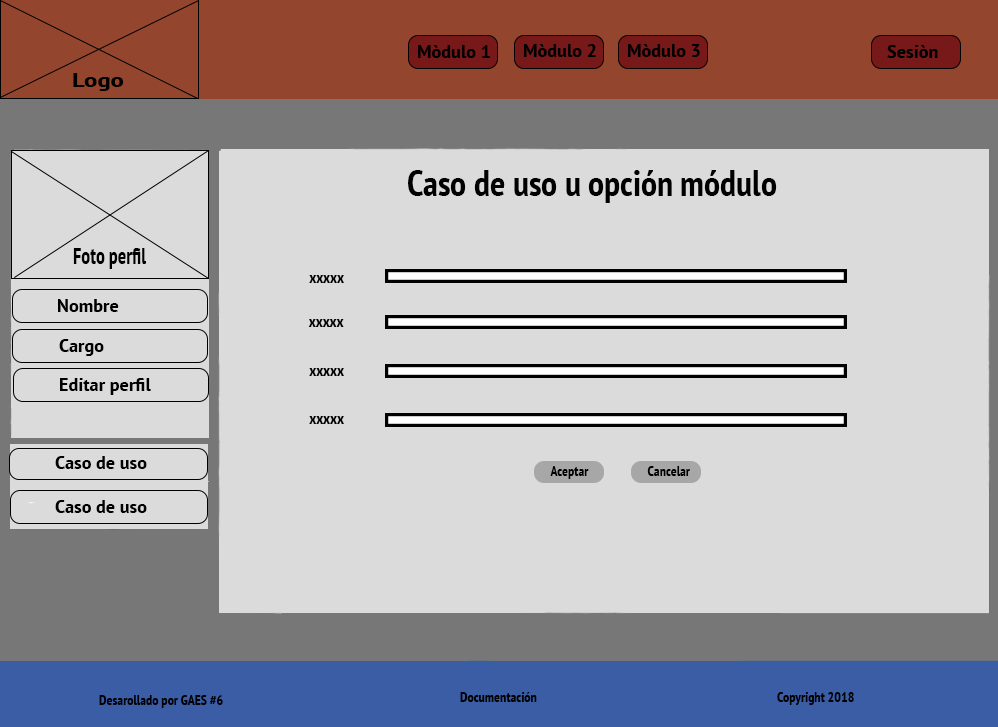 Logo
Mòdulo 1
Mòdulo 2
Mòdulo 3
Sesiòn
Foto perfil
Nombre
Cargo
Editar perfil
Caso de uso
Caso de uso
Caso de uso u opción módulo
xxxxx
xxxxx
xxxxx
xxxxx
Aceptar
Cancelar
Desarollado por GAES #6
Documentación
Copyright 2018